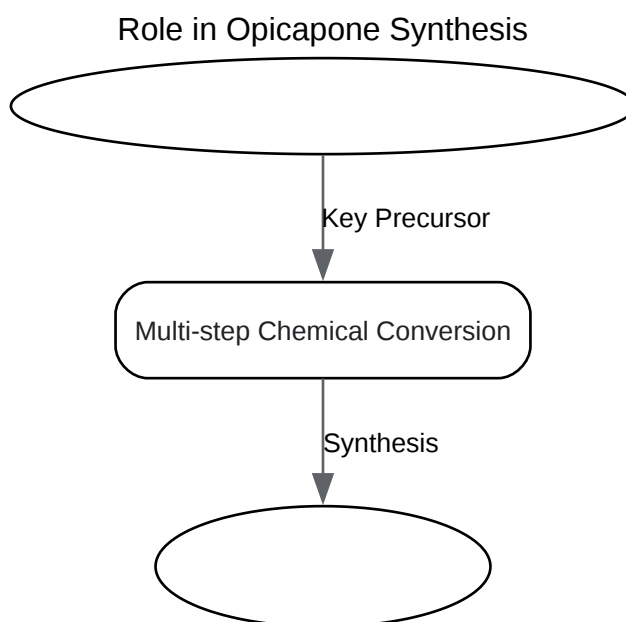 Role in Opicapone Synthesis
Key Precursor
Multi-step Chemical Conversion
Synthesis